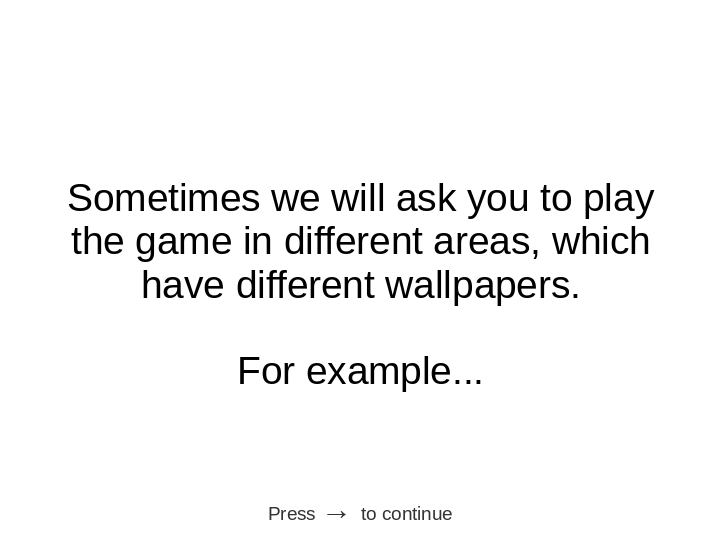 Sometimes we will ask you to play
the game in different areas, which
have different wallpapers.
For example...
Press → to continue